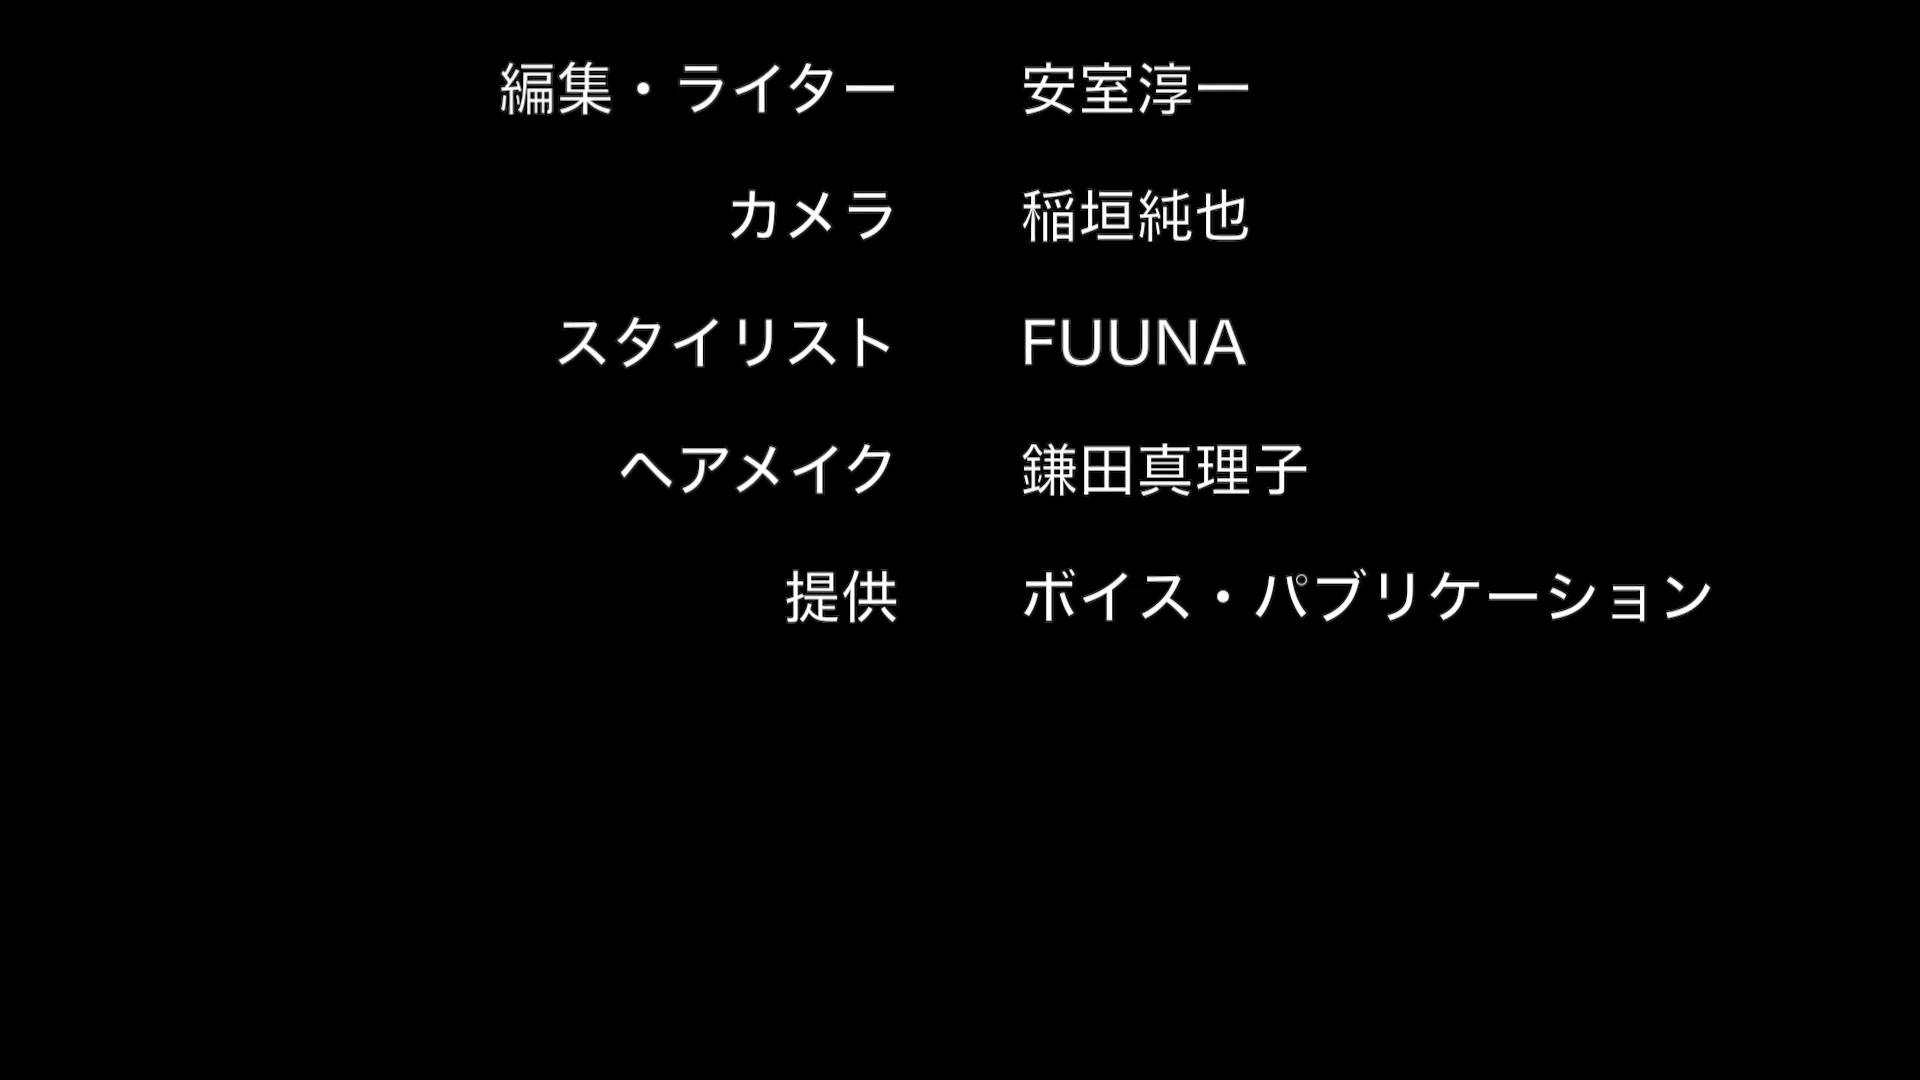 編集・ライター 安室淳一
カメラ 稲垣純也
スタイリスト FUUNA
ヘアメイク 鎌田真理子
提供 ボイス・パブリケーション